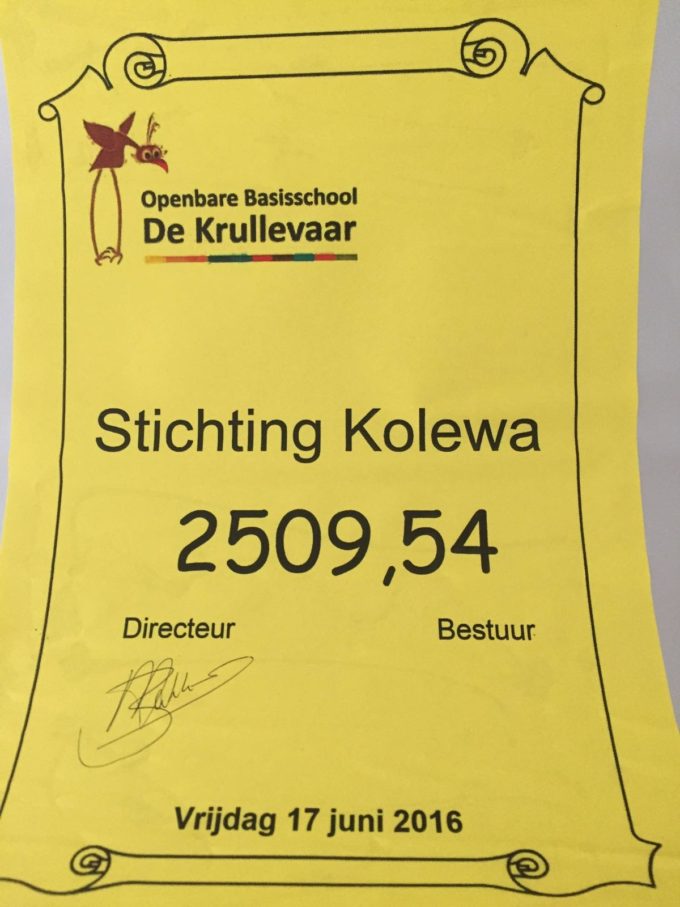 Openbare Basisschool
De Krullevaar
Stichting Kolewa
2509,54
Directeur Bestuur
Vrijdag 17 juni 2016